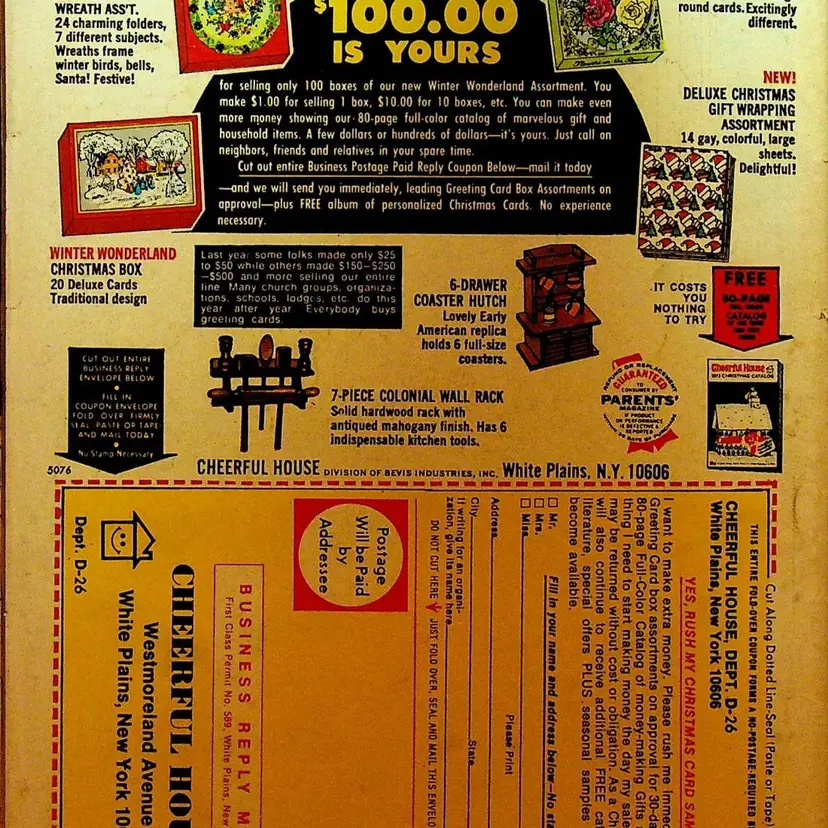 WREATH ASS'T.
24 charming folders,
7 different subjects.
Wreaths frame
winter birds, bells,
Santa! Festive!
$100.00
IS YOURS
round cards. Excitingly
different.
for selling only 100 boxes of our new Winter Wonderland Assortment. You
make $1.00 for selling 1 box, $10.00 for 10 boxes, etc. You can make even
more money showing our 80-page full-color catalog of marvelous gift and
household items. A few dollars or hundreds of dollars—it's yours. Just call on
neighbors, friends and relatives in your spare time.
Cut out entire Business Postage Paid Reply Coupon Below—mail it today
—and we will send you immediately, leading Greeting Card Box Assortments on
approval—plus FREE album of personalized Christmas Cards. No experience
necessary.
NEW!
DELUXE CHRISTMAS
GIFT WRAPPING
ASSORTMENT
14 gay, colorful, large
sheets.
Delightful!
WINTER WONDERLAND
CHRISTMAS BOX
20 Deluxe Cards
Traditional design
Last year some folks made only $25
to $50 while others made $150–$250
–$500 and more selling our entire
line. Many church groups, organiza-
tions, schools, lodges, etc. do this
year after year. Everybody buys
greeting cards.
6-DRAWER
COASTER HUTCH
Lovely Early
American replica
holds 6 full-size
coasters.
IT COSTS
YOU
NOTHING
TO TRY
FREE
80-PAGE
CATALOG
CUT OUT ENTIRE
BUSINESS REPLY
ENVELOPE BELOW
FILL IN
COUPON ENVELOPE
FOLD OVER FIRMLY
SEAL (PASTE OR TAPE)
AND MAIL TODAY
No Stamp Necessary
7-PIECE COLONIAL WALL RACK
Solid hardwood rack with
antiqued mahogany finish. Has 6
indispensable kitchen tools.
REFUND OR REPLACEMENT
GUARANTEED
TO CONSUMER BY
PARENTS'
MAGAZINE
IF PRODUCT
OR PERFORMANCE
IS DEFECTIVE &
REPORTED
Cheerful House
CHRISTMAS CATALOG
5076
CHEERFUL HOUSE DIVISION OF BEVIS INDUSTRIES, INC. White Plains, N.Y. 10606
Cut Along Dotted Line-Seal (Paste or Tape)
THIS ENTIRE FOLD-OVER COUPON FORMS A NO-POSTAGE-REQUIRED
CHEERFUL HOUSE, DEPT. D-26
White Plains, New York 10606
YES, RUSH MY CHRISTMAS CARD
I want to make extra money. Please rush me
Greeting Card box assortments on approval for 30-da
80-page Full-Color Catalog of money-making Gifts
thing I need to start making money the day my
may be returned without cost or obligation. As a Ch
will also continue to receive additional FREE
literature, special offers PLUS seasonal samples
become available.
Fill in your name and address below—No
Mr.
Mrs.
Miss
Please Print
Address
City
State
If writing for an organi-
zation, give its name here
DO NOT CUT HERE JUST FOLD OVER, SEAL AND MAIL THIS
Postage
Will be Paid
by
Addressee
BUSINESS REPLY
First Class Permit No. 589, White Plains, New
CHEERFUL
Westmoreland Avenue
White Plains, New York
Dept. D-26